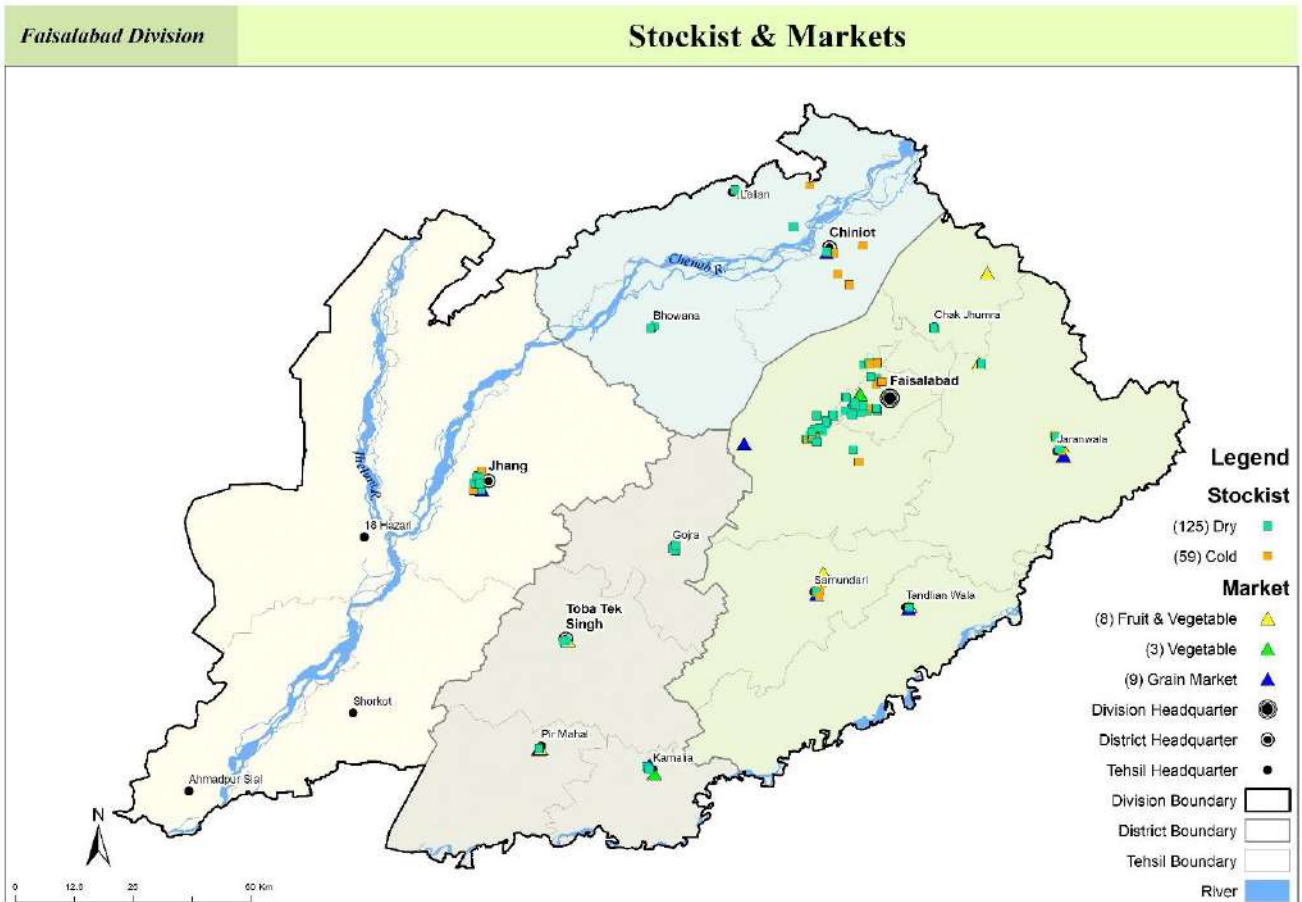 Faisalabad Division
Stockist & Markets
Lalian
Chiniot
Chenab R.
Bhowana
Chak Jhumra
Faisalabad
Jaranwala
Jhang
Jhelum R.
18 Hazari
Gojra
Samundari
Tandlian Wala
Toba Tek
Singh
Shorkot
Pir Mahal
Kamalia
Ahmadpur Sial
N
0 12.5 25 50 Km
Legend
Stockist
(125) Dry
(59) Cold
Market
(8) Fruit & Vegetable
(3) Vegetable
(9) Grain Market
Division Headquarter
District Headquarter
Tehsil Headquarter
Division Boundary
District Boundary
Tehsil Boundary
River